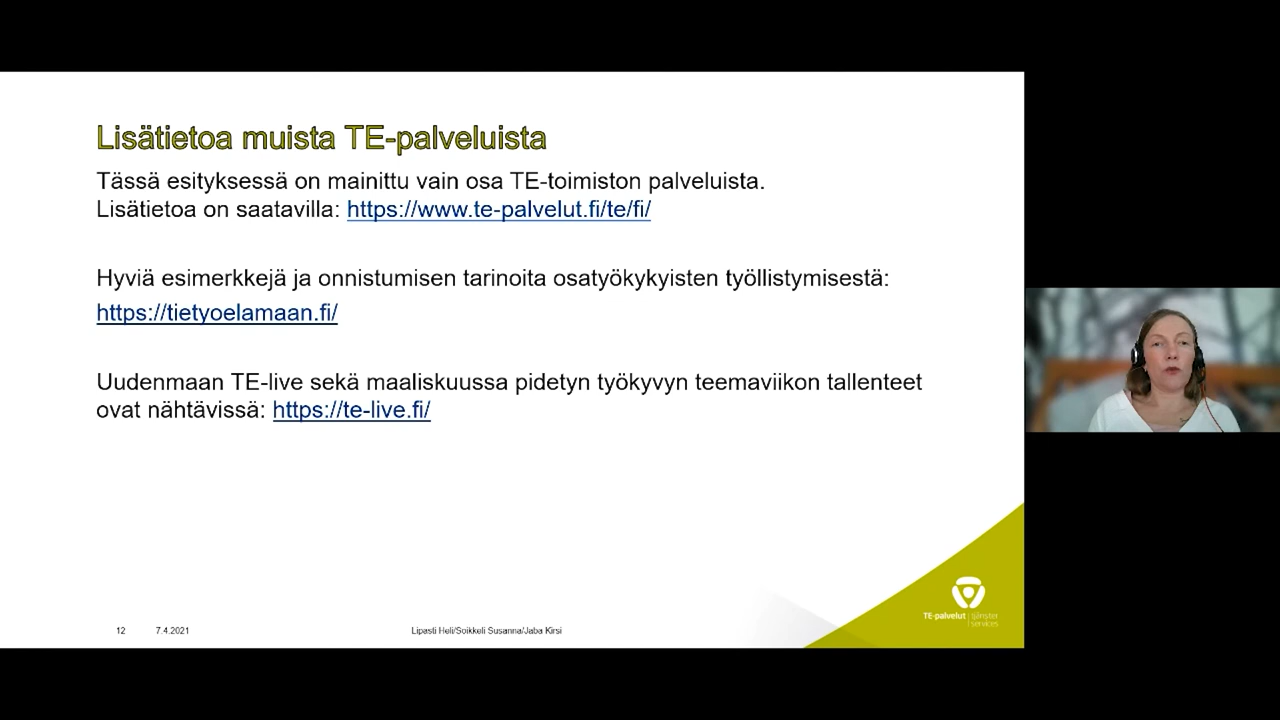 Lisätietoa muista TE-palveluista
Tässä esityksessä on mainittu vain osa TE-toimiston palveluista.
Lisätietoa on saatavilla: https://www.te-palvelut.fi/te/fi/
Hyviä esimerkkejä ja onnistumisen tarinoita osatyökykyisten työllistymisestä:
https://tietyoelamaan.fi/
Uudenmaan TE-live sekä maaliskuussa pidetyn työkyvyn teemaviikon tallenteet
ovat nähtävissä: https://te-live.fi/
TE-palvelut tjänster
services
12 7.4.2021 Lipasti Heli/Soikkeli Susanna/Jaba Kirsi